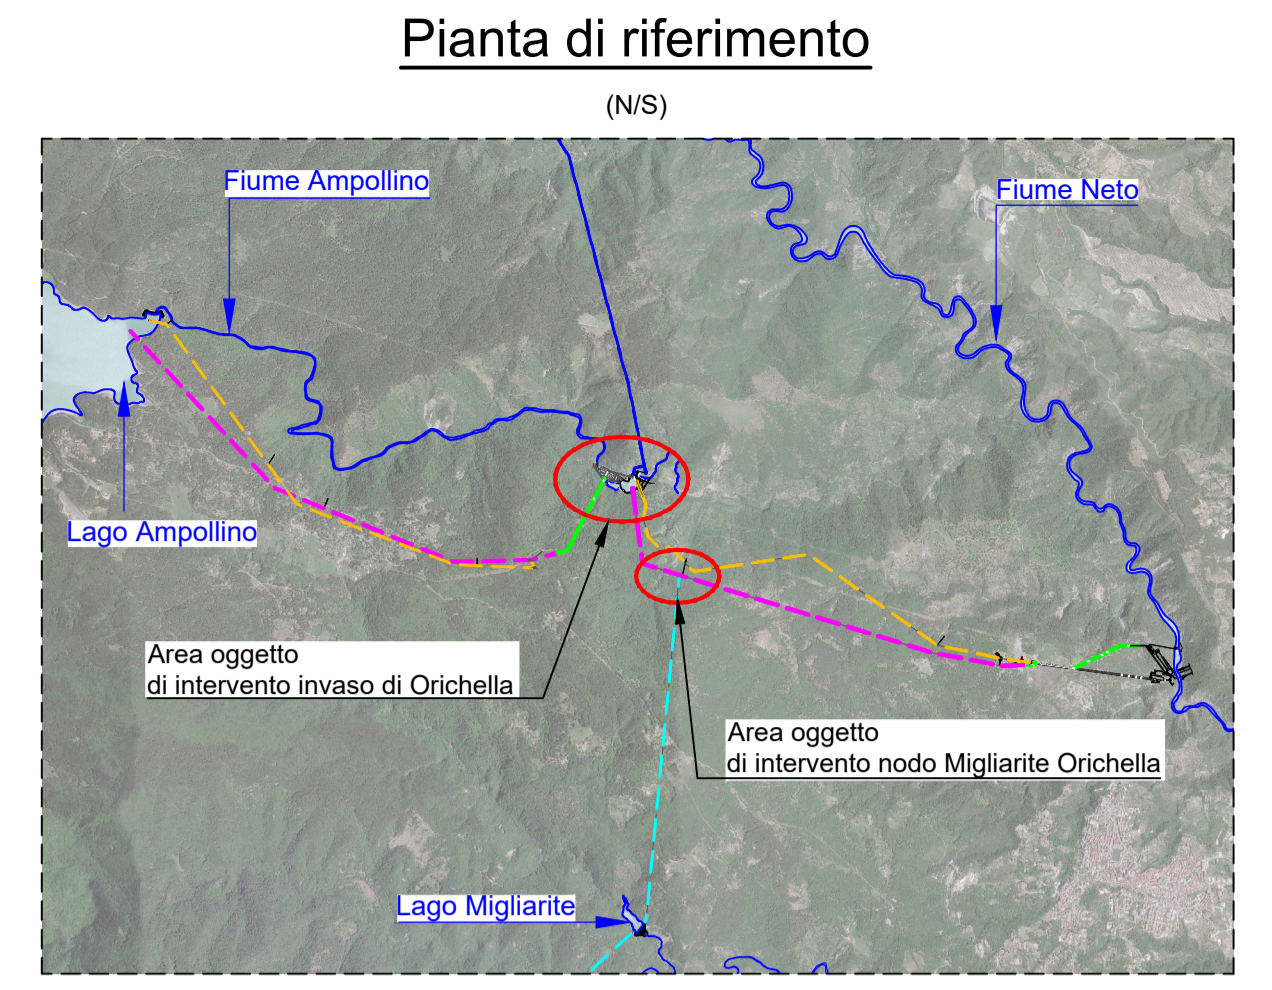 Pianta di riferimento
(N/S)
Fiume Ampollino
Fiume Neto
Lago Ampollino
Area oggetto
di intervento invaso di Orichella
Area oggetto
di intervento nodo Migliarite Orichella
Lago Migliarite